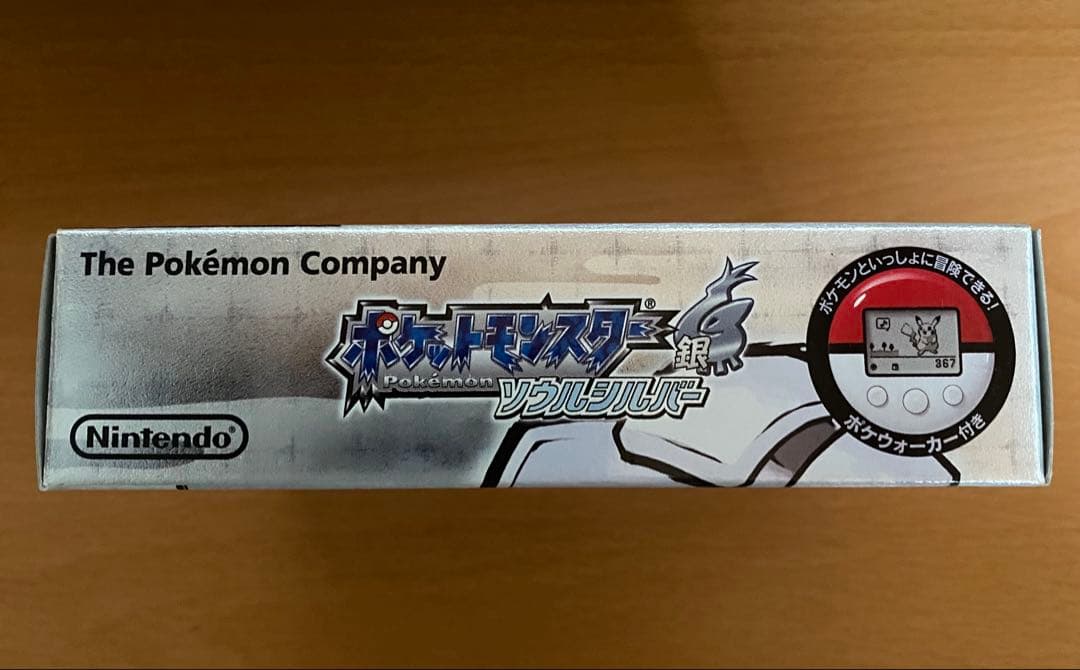 The Pokémon Company
ポケットモンスター®
Pokémon
銀
ソウルシルバー
Nintendo®
ポケモンといっしょに冒険できる!
367
ポケウォーカー付き